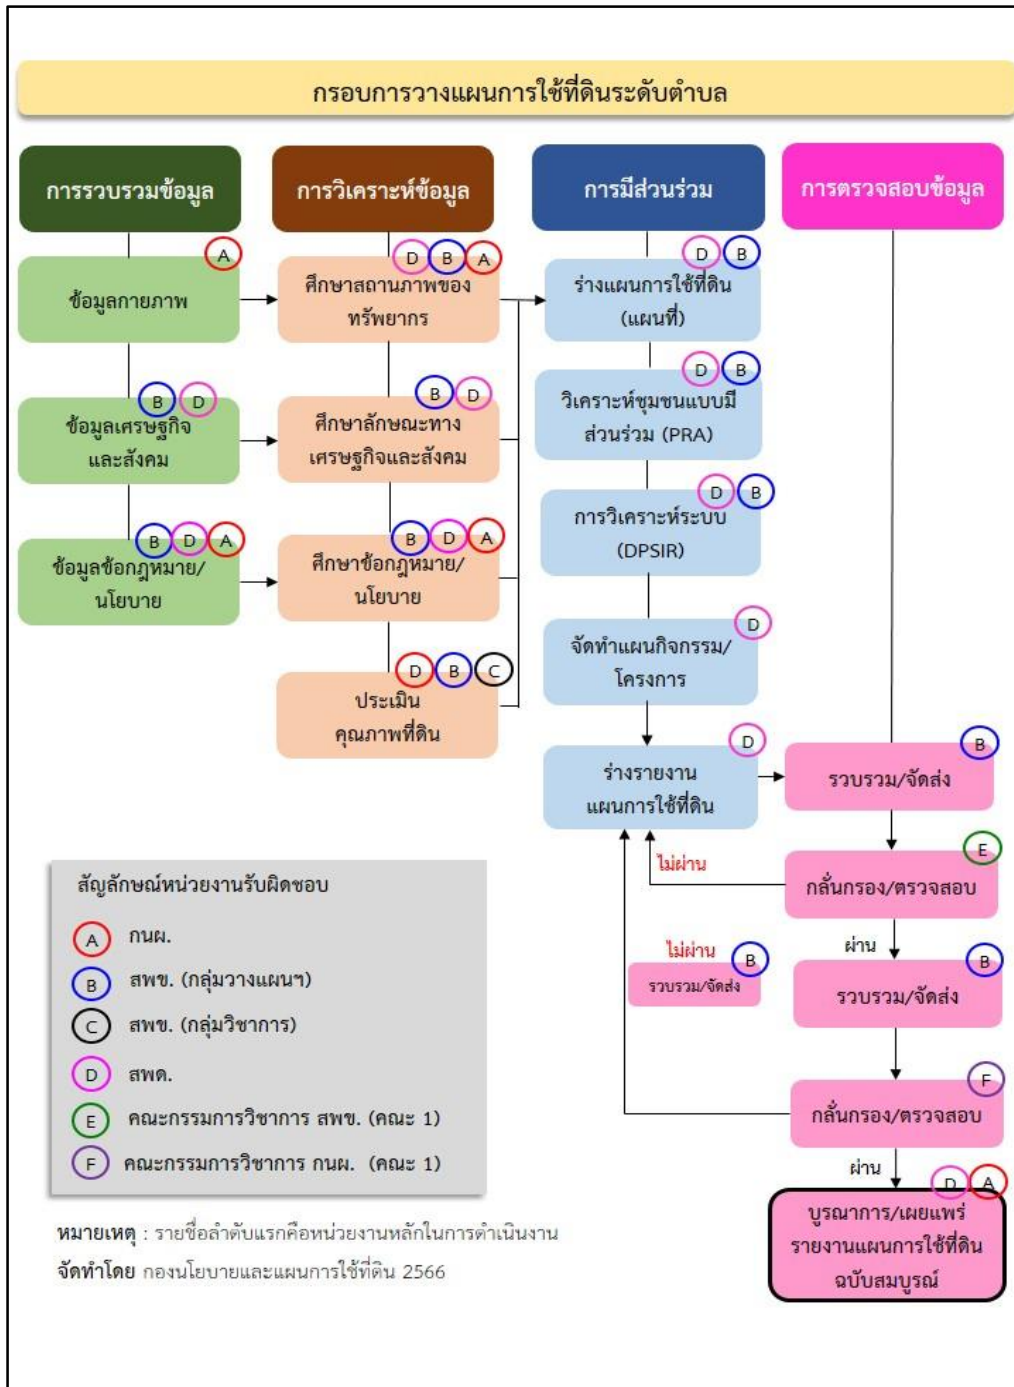 กรอบการวางแผนการใช้ที่ดินระดับตำบล
การรวบรวมข้อมูล
A
ข้อมูลกายภาพ
B D
ข้อมูลเศรษฐกิจ
และสังคม
B D A
ข้อมูลข้อกฎหมาย/
นโยบาย
การวิเคราะห์ข้อมูล
D B A
ศึกษาสถานภาพของ
ทรัพยากร
B D
ศึกษาลักษณะทาง
เศรษฐกิจและสังคม
B D A
ศึกษาข้อกฎหมาย/
นโยบาย
D B C
ประเมิน
คุณภาพที่ดิน
การมีส่วนร่วม
D B
ร่างแผนการใช้ที่ดิน
(แผนที่)
D B
วิเคราะห์ชุมชนแบบมี
ส่วนร่วม (PRA)
D B
การวิเคราะห์ระบบ
(DPSIR)
D
จัดทำแผนกิจกรรม/
โครงการ
D
ร่างรายงาน
แผนการใช้ที่ดิน
การตรวจสอบข้อมูล
B
รวบรวม/จัดส่ง
E
กลั่นกรอง/ตรวจสอบ
ไม่ผ่าน
ผ่าน
B
รวบรวม/จัดส่ง
ไม่ผ่าน
B
รวบรวม/จัดส่ง
F
กลั่นกรอง/ตรวจสอบ
ผ่าน
D A
บูรณาการ/เผยแพร่
รายงานแผนการใช้ที่ดิน
ฉบับสมบูรณ์
สัญลักษณ์หน่วยงานรับผิดชอบ
A กนผ.
B สพข. (กลุ่มวางแผนฯ)
C สพข. (กลุ่มวิชาการ)
D สพด.
E คณะกรรมการวิชาการ สพข. (คณะ 1)
F คณะกรรมการวิชาการ กนผ. (คณะ 1)
หมายเหตุ : รายชื่อลำดับแรกคือหน่วยงานหลักในการดำเนินงาน
จัดทำโดย กองนโยบายและแผนการใช้ที่ดิน 2566